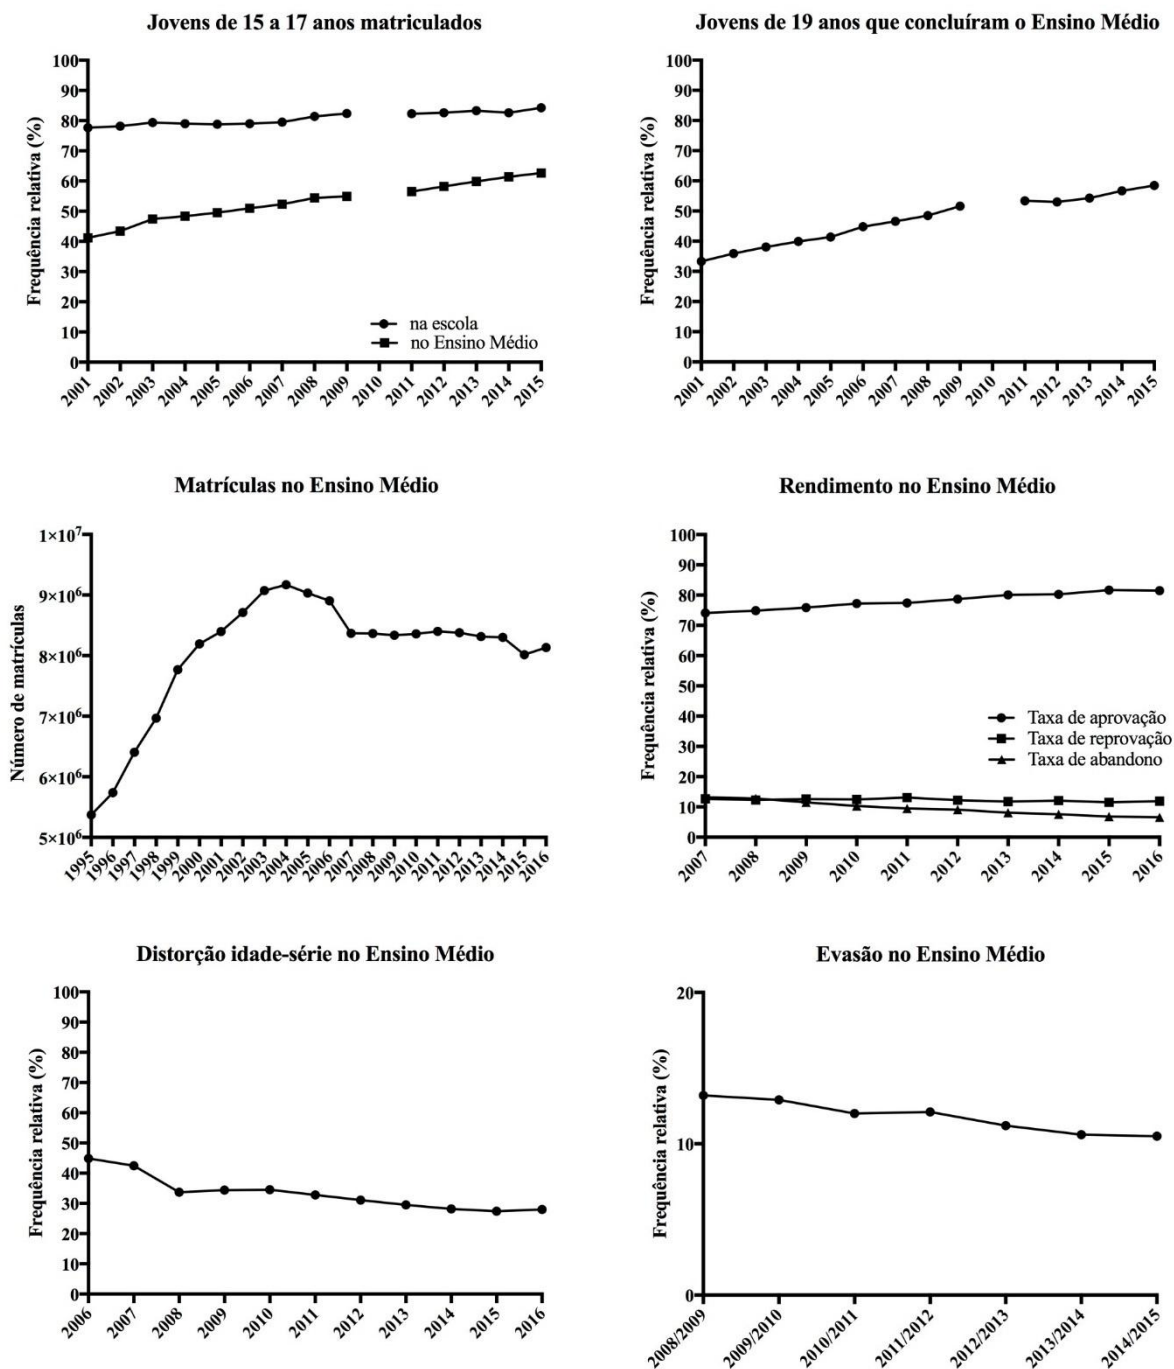 Jovens de 15 a 17 anos matriculados
Frequência relativa (%)
100
90
80
70
60
50
40
30
20
10
0
na escola
no Ensino Médio
2001 2002 2003 2004 2005 2006 2007 2008 2009 2010 2011 2012 2013 2014 2015
Jovens de 19 anos que concluíram o Ensino Médio
Frequência relativa (%)
100
90
80
70
60
50
40
30
20
10
0
2001 2002 2003 2004 2005 2006 2007 2008 2009 2010 2011 2012 2013 2014 2015
Matrículas no Ensino Médio
Número de matrículas
1×10⁷
9×10⁶
8×10⁶
7×10⁶
6×10⁶
5×10⁶
1995 1996 1997 1998 1999 2000 2001 2002 2003 2004 2005 2006 2007 2008 2009 2010 2011 2012 2013 2014 2015 2016
Rendimento no Ensino Médio
Frequência relativa (%)
100
90
80
70
60
50
40
30
20
10
0
Taxa de aprovação
Taxa de reprovação
Taxa de abandono
2007 2008 2009 2010 2011 2012 2013 2014 2015 2016
Distorção idade-série no Ensino Médio
Frequência relativa (%)
100
90
80
70
60
50
40
30
20
10
0
2006 2007 2008 2009 2010 2011 2012 2013 2014 2015 2016
Evasão no Ensino Médio
Frequência relativa (%)
20
10
0
2008/2009 2009/2010 2010/2011 2011/2012 2012/2013 2013/2014 2014/2015